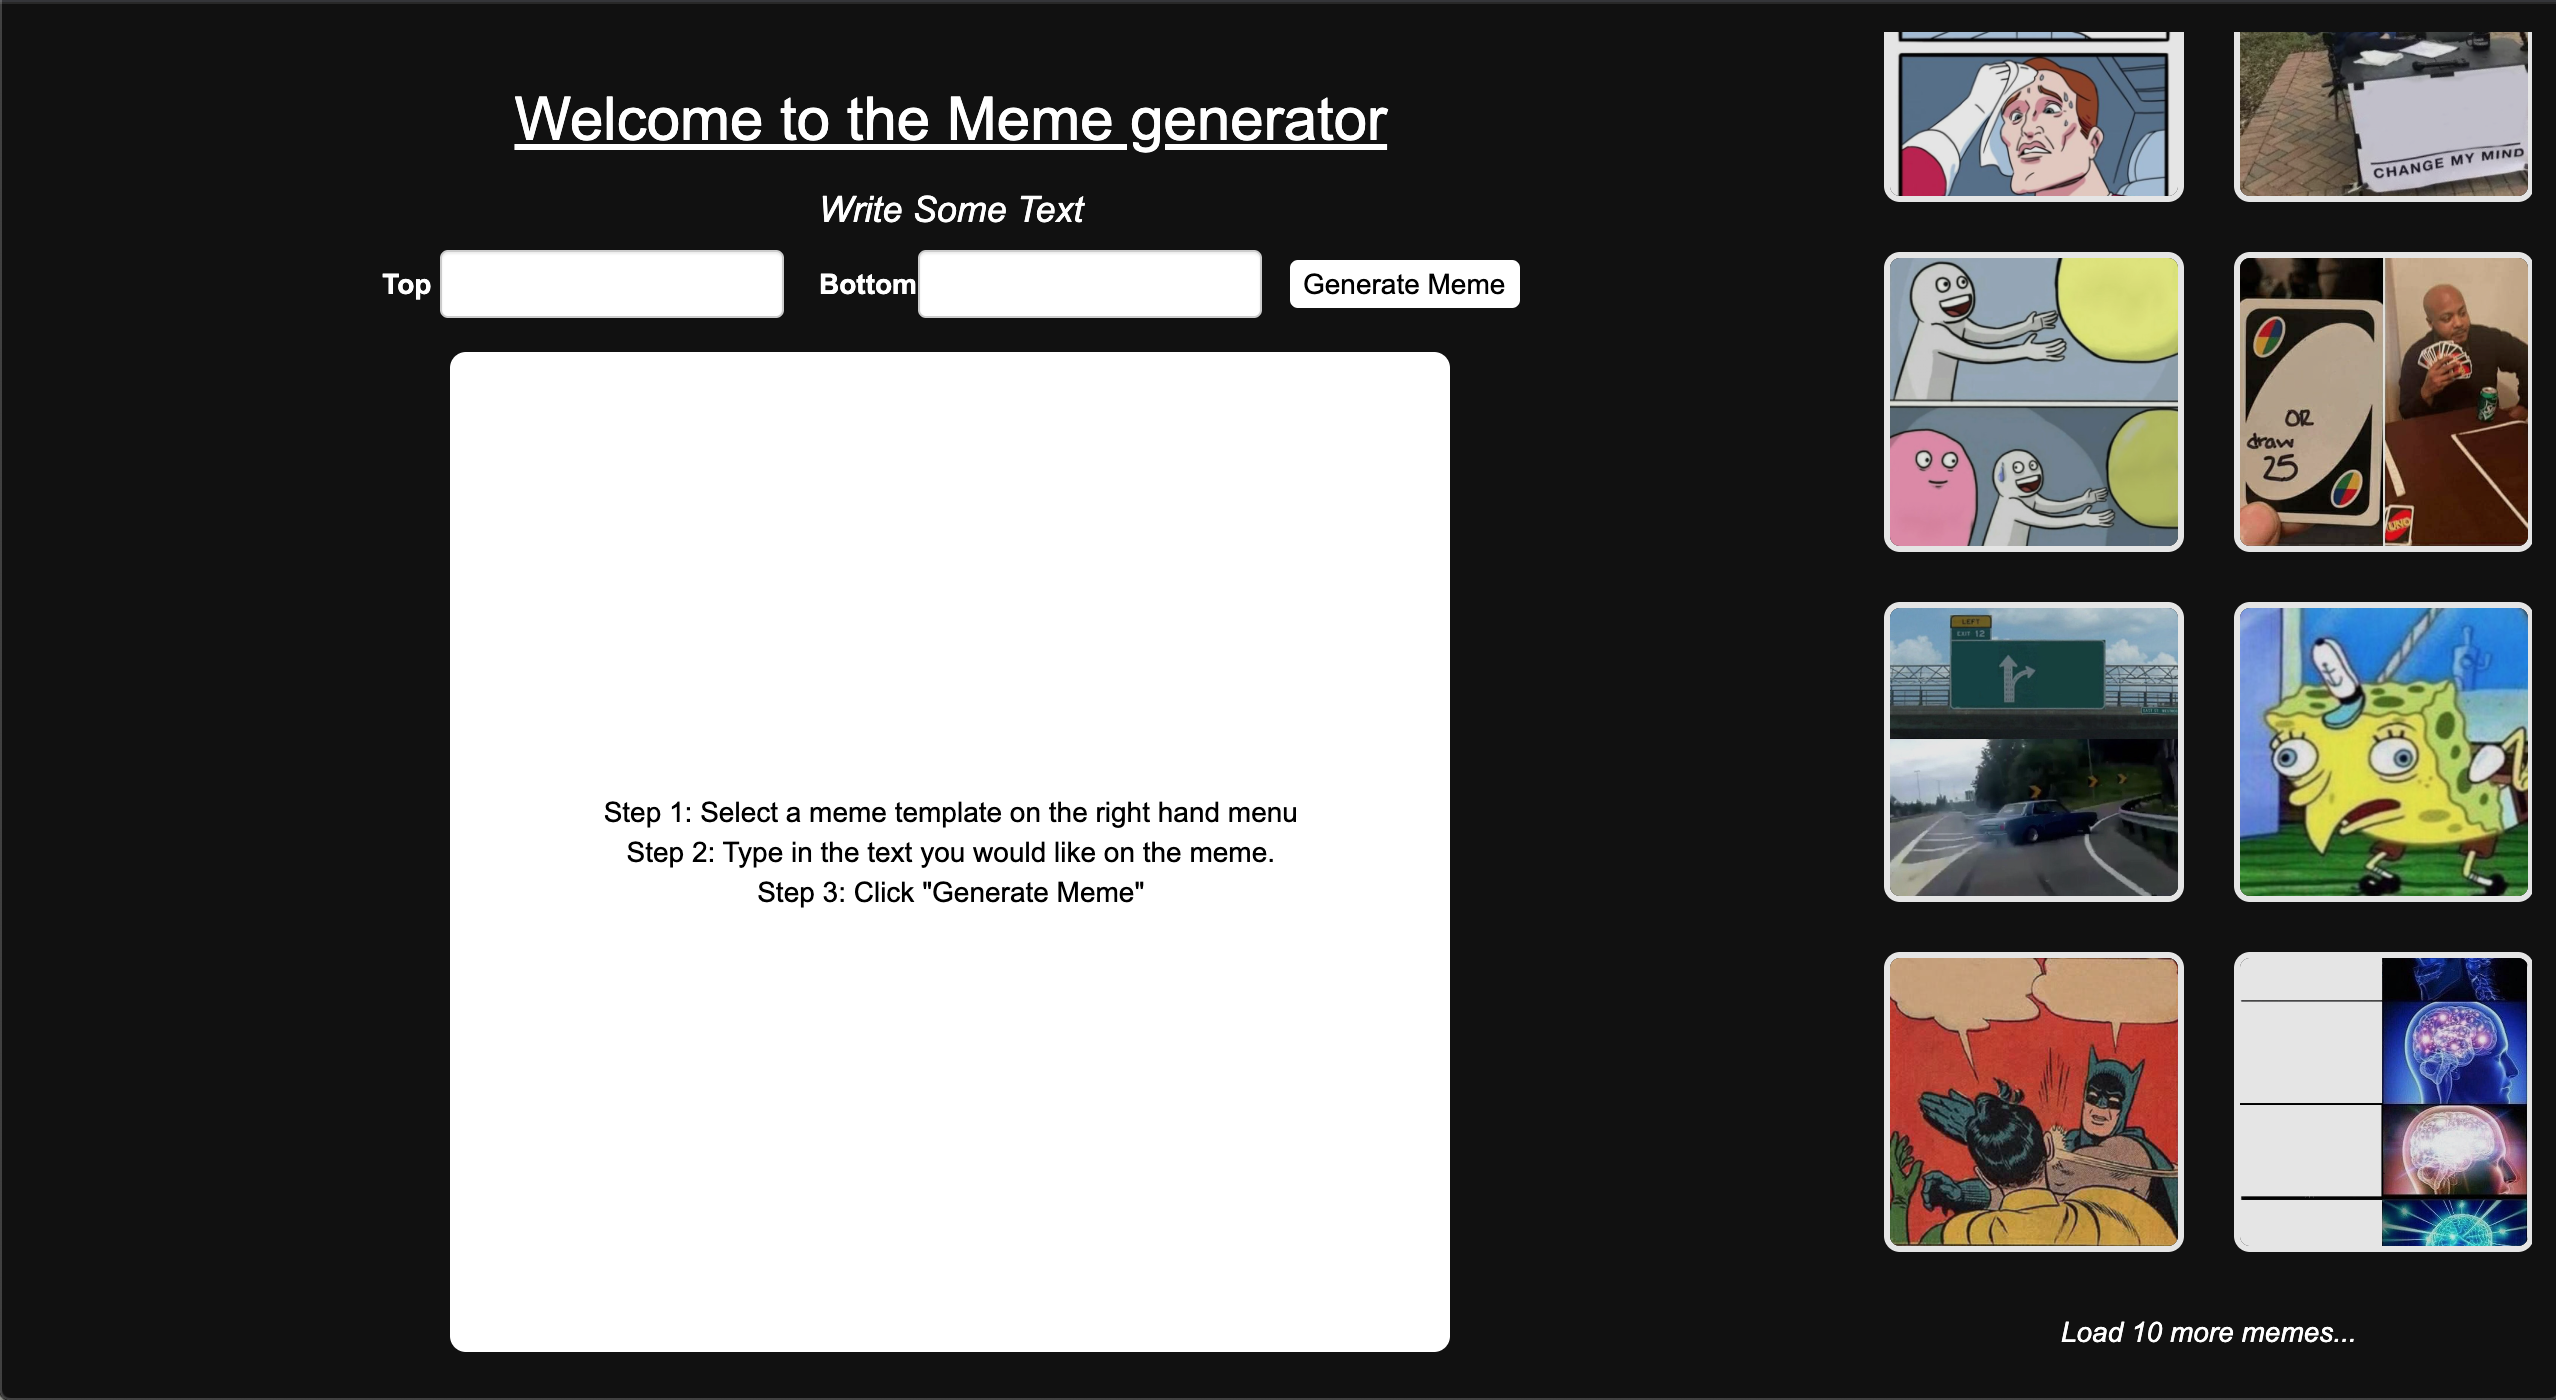 Welcome to the Meme generator
Write Some Text
Top
Bottom
Generate Meme
Step 1: Select a meme template on the right hand menu
Step 2: Type in the text you would like on the meme.
Step 3: Click "Generate Meme"
CHANGE MY MIND
OR
draw
25
UNO
LEFT
EXIT 12
Load 10 more memes...